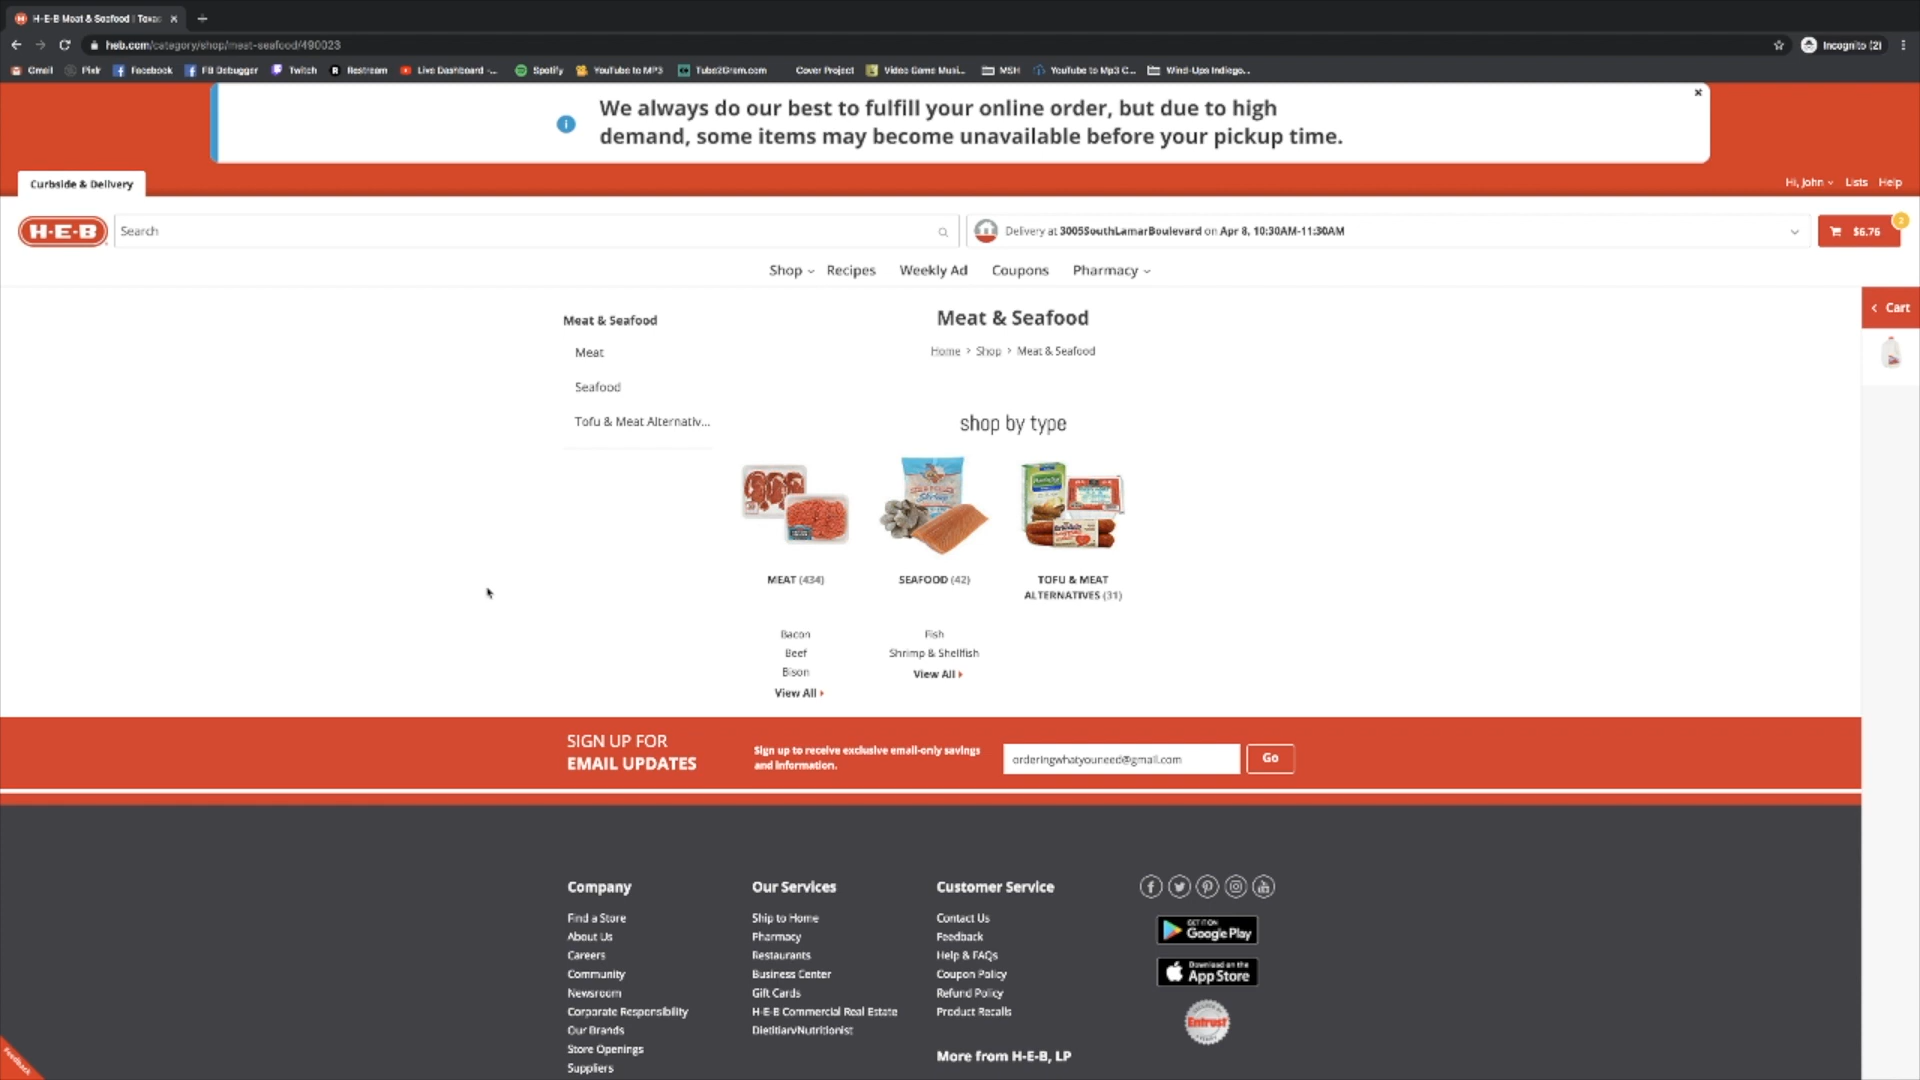 H-E-B Meat & Seafood | Texas
heb.com/category/shop/meat-seafood/490023
Incognito (2)
Gmail
Pixlr
Facebook
FB Debugger
Twitch
Restream
Live Dashboard -...
Spotify
YouTube to MP3
Tube2Gram.com
Cover Project
Video Game Musi...
MSH
YouTube to Mp3 C...
Wind-Ups Indiego...
We always do our best to fulfill your online order, but due to high
demand, some items may become unavailable before your pickup time.
Curbside & Delivery
Hi, John
Lists
Help
H-E-B
Search
Delivery at 3005SouthLamarBoulevard on Apr 8, 10:30AM-11:30AM
$6.76
2
Shop
Recipes
Weekly Ad
Coupons
Pharmacy
Cart
Meat & Seafood
Meat
Seafood
Tofu & Meat Alternativ...
Meat & Seafood
Home > Shop > Meat & Seafood
shop by type
MEAT (434)
Bacon
Beef
Bison
View All
SEAFOOD (42)
Fish
Shrimp & Shellfish
View All
TOFU & MEAT
ALTERNATIVES (31)
SIGN UP FOR
EMAIL UPDATES
Sign up to receive exclusive email-only savings
and information.
orderingwhatyouneed@gmail.com
Go
Company
Find a Store
About Us
Careers
Community
Newsroom
Corporate Responsibility
Our Brands
Store Openings
Suppliers
Our Services
Ship to Home
Pharmacy
Restaurants
Business Center
Gift Cards
H-E-B Commercial Real Estate
Dietitian/Nutritionist
Customer Service
Contact Us
Feedback
Help & FAQs
Coupon Policy
Refund Policy
Product Recalls
More from H-E-B, LP
GET IT ON
Google Play
Download on the
App Store
Entrust
Feedback